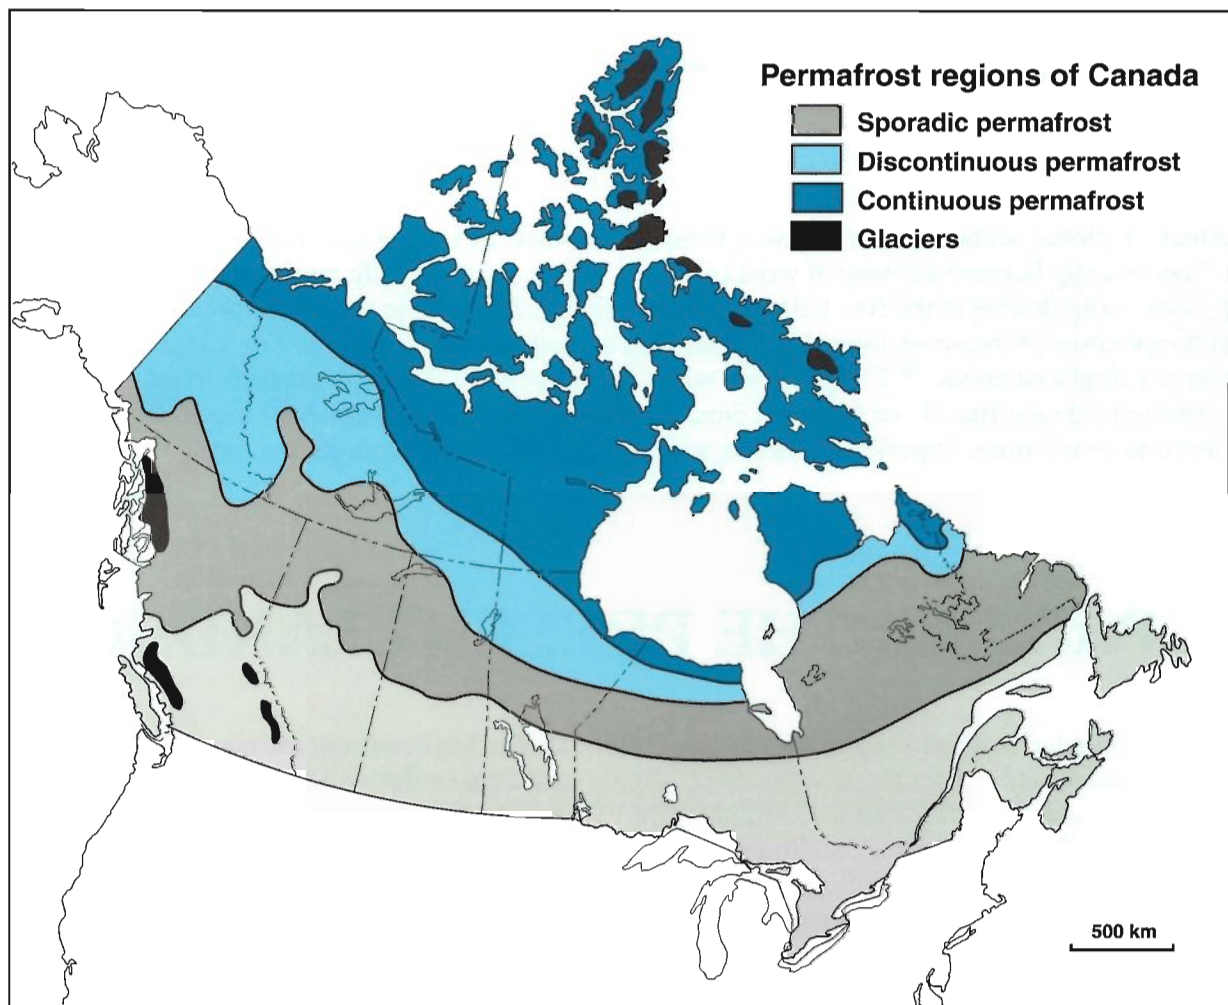 Permafrost regions of Canada
Sporadic permafrost
Discontinuous permafrost
Continuous permafrost
Glaciers
500 km